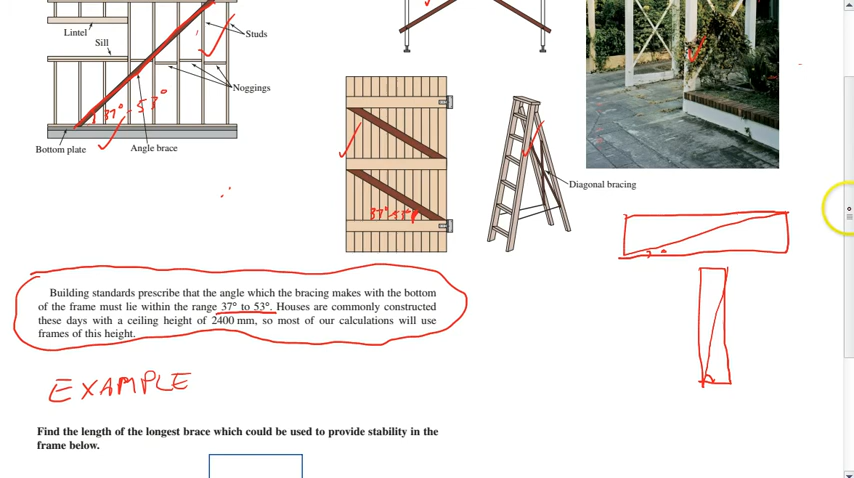 Lintel
Studs
Sill
Noggings
37° - 53°
Bottom plate
Angle brace
Diagonal bracing
Building standards prescribe that the angle which the bracing makes with the bottom
of the frame must lie within the range 37° to 53°. Houses are commonly constructed
these days with a ceiling height of 2400 mm, so most of our calculations will use
frames of this height.
EXAMPLE
Find the length of the longest brace which could be used to provide stability in the
frame below.